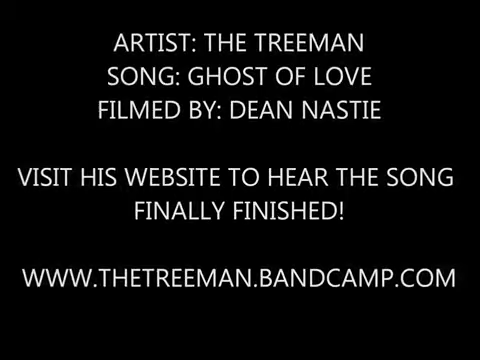 ARTIST: THE TREEMAN
SONG: GHOST OF LOVE
FILMED BY: DEAN NASTIE
VISIT HIS WEBSITE TO HEAR THE SONG
FINALLY FINISHED!
WWW.THETREEMAN.BANDCAMP.COM